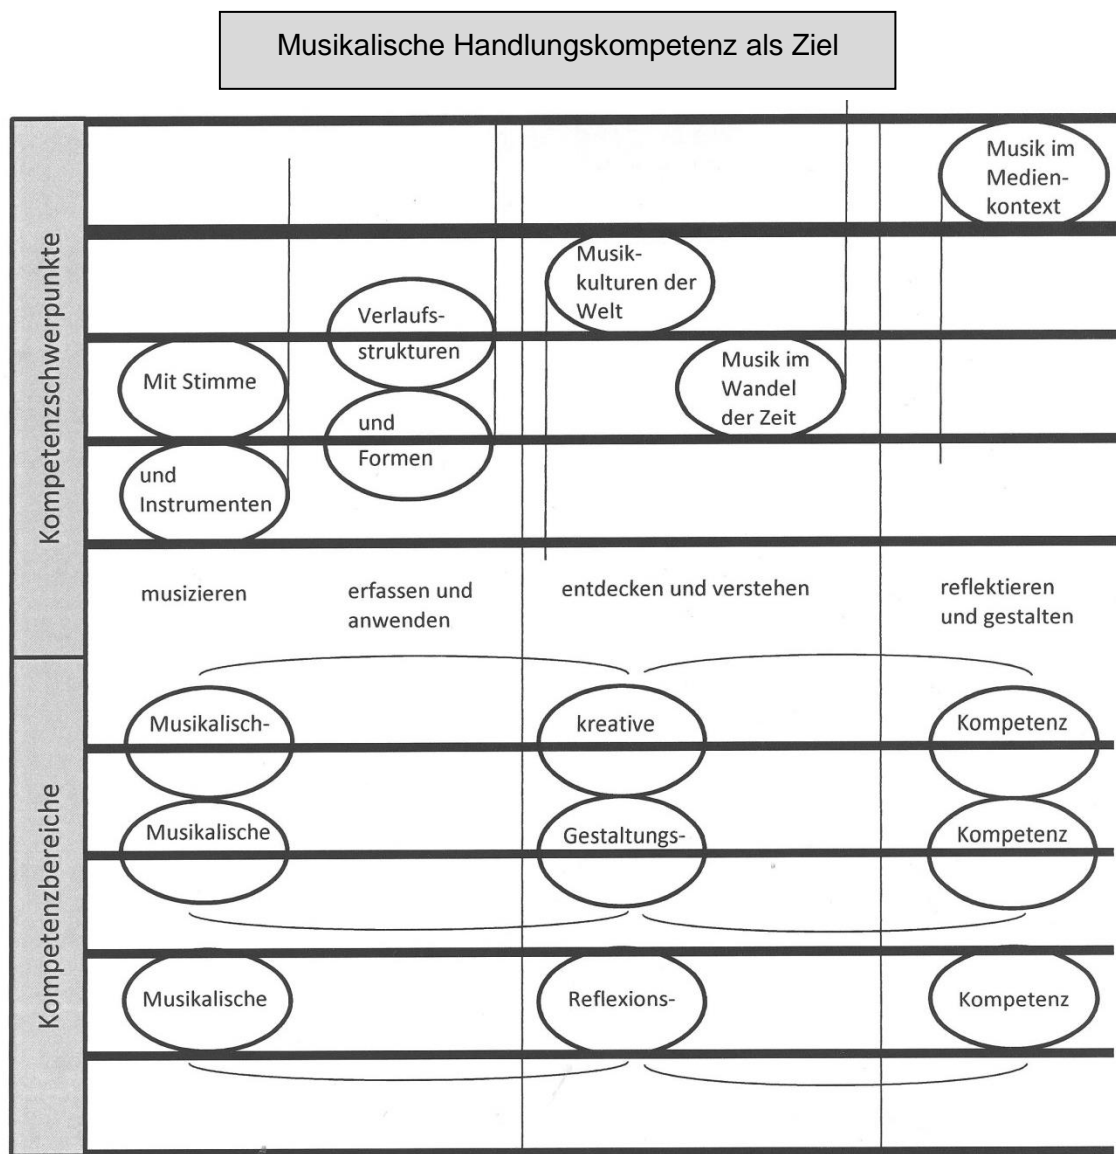 Musikalische Handlungskompetenz als Ziel
Kompetenzschwerpunkte
Musik im
Medien-
kontext
Musik-
kulturen der
Welt
Verlaufs-
strukturen
Mit Stimme
Musik im
Wandel
der Zeit
und
Formen
und
Instrumenten
musizieren
erfassen und
anwenden
entdecken und verstehen
reflektieren
und gestalten
Kompetenzbereiche
Musikalisch-
kreative
Kompetenz
Musikalische
Gestaltungs-
Kompetenz
Musikalische
Reflexions-
Kompetenz